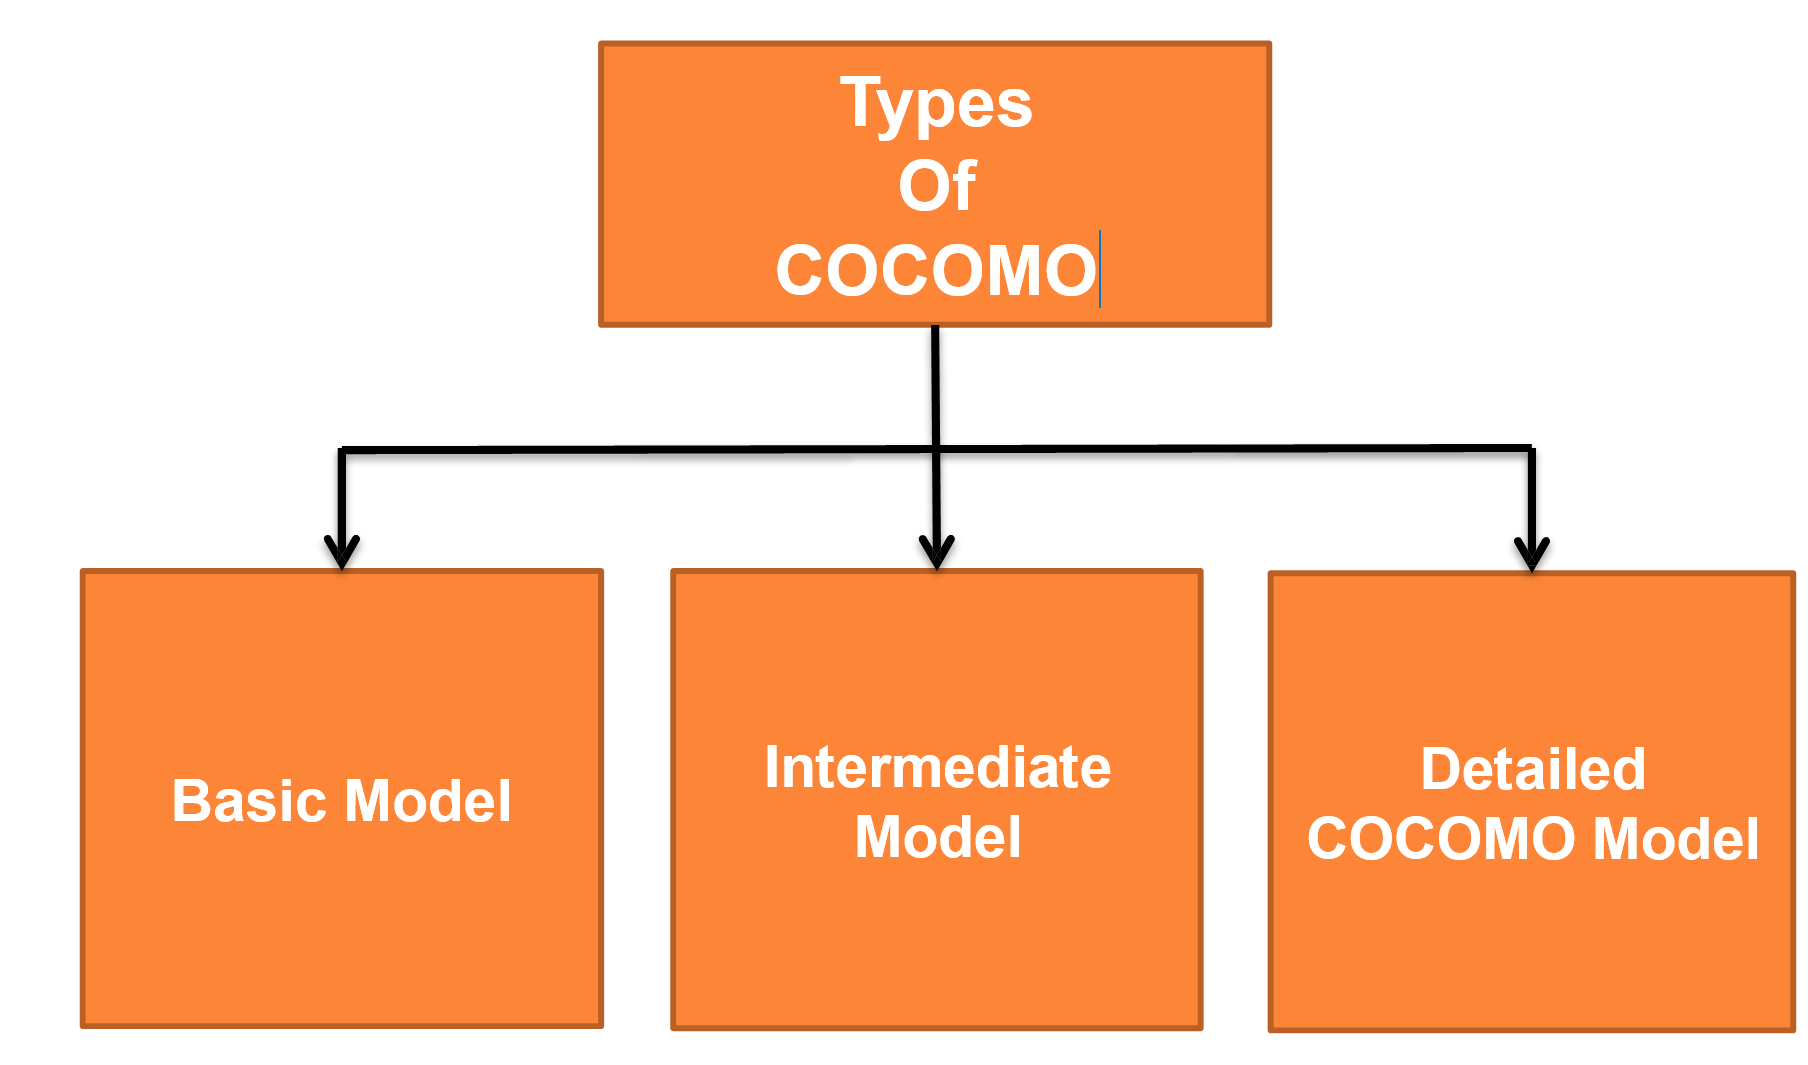 Types
Of
COCOMO
Basic Model
Intermediate
Model
Detailed
COCOMO Model